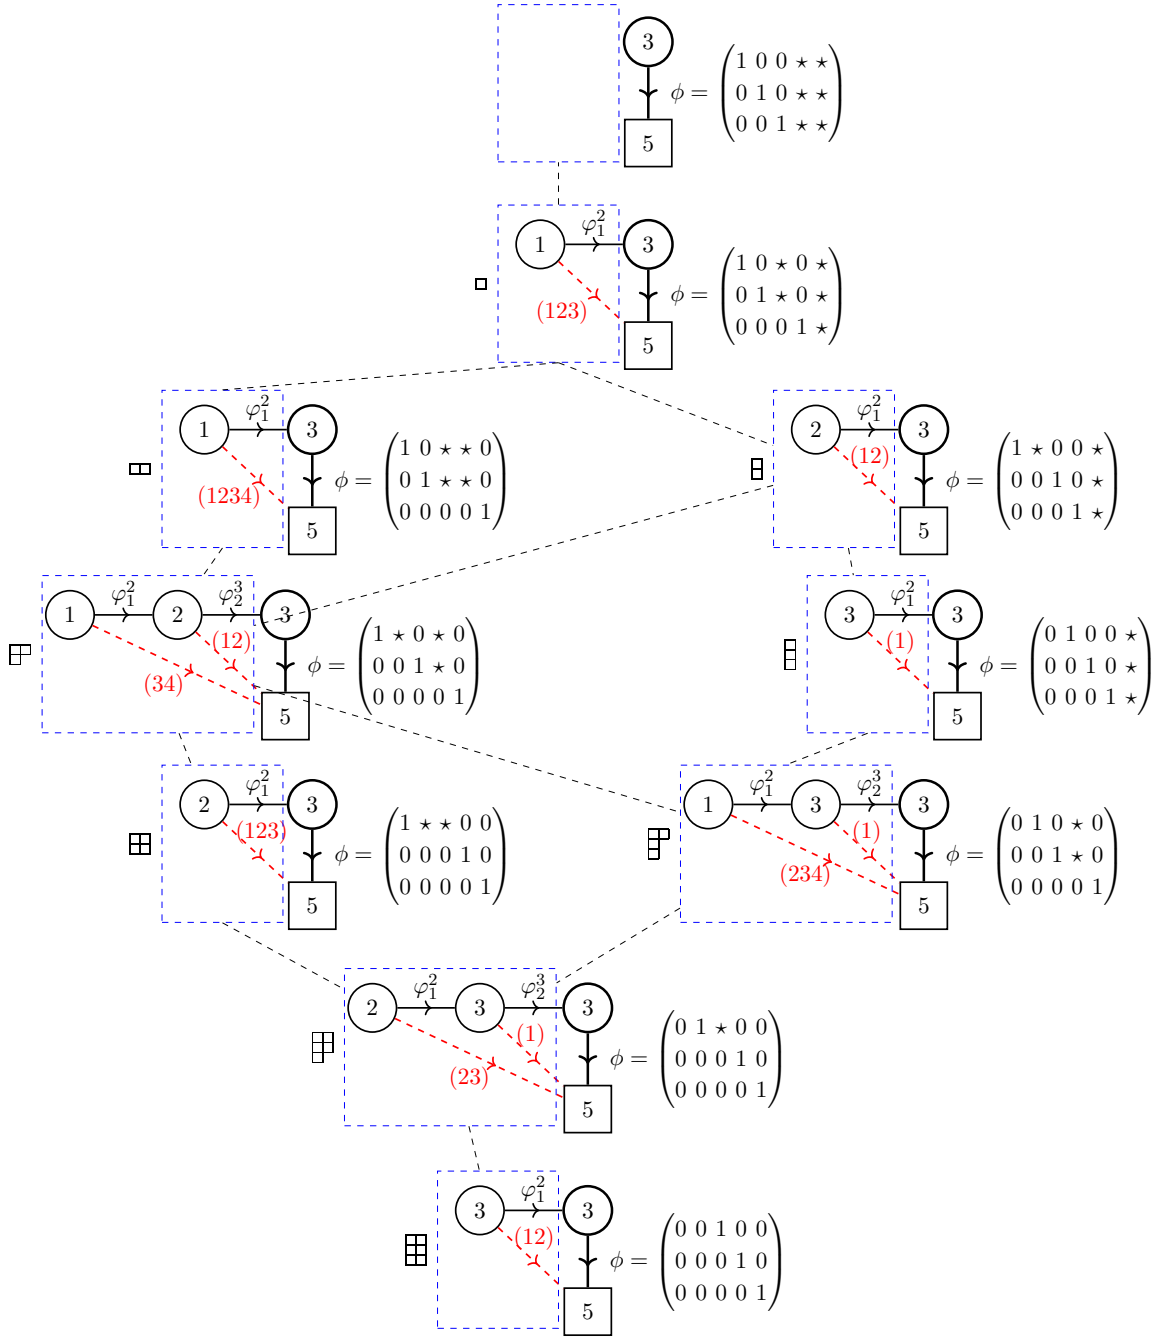 3
φ = (1 0 0 ⋆ ⋆
0 1 0 ⋆ ⋆
0 0 1 ⋆ ⋆)
5
φ₁²
1 3
(123)
φ = (1 0 ⋆ 0 ⋆
0 1 ⋆ 0 ⋆
0 0 0 1 ⋆)
5
φ₁²
1 3
(1234)
φ = (1 0 ⋆ ⋆ 0
0 1 ⋆ ⋆ 0
0 0 0 0 1)
5
φ₁²
2 3
(12)
φ = (1 ⋆ 0 0 ⋆
0 0 1 0 ⋆
0 0 0 1 ⋆)
5
φ₁² φ₂³
1 2 3
(12)
(34)
φ = (1 ⋆ 0 ⋆ 0
0 0 1 ⋆ 0
0 0 0 0 1)
5
φ₁²
3 3
(1)
φ = (0 1 0 0 ⋆
0 0 1 0 ⋆
0 0 0 1 ⋆)
5
φ₁²
2 3
(123)
φ = (1 ⋆ ⋆ 0 0
0 0 0 1 0
0 0 0 0 1)
5
φ₁² φ₂³
1 3 3
(1)
(234)
φ = (0 1 0 ⋆ 0
0 0 1 ⋆ 0
0 0 0 0 1)
5
φ₁² φ₂³
2 3 3
(1)
(23)
φ = (0 1 ⋆ 0 0
0 0 0 1 0
0 0 0 0 1)
5
φ₁²
3 3
(12)
φ = (0 0 1 0 0
0 0 0 1 0
0 0 0 0 1)
5